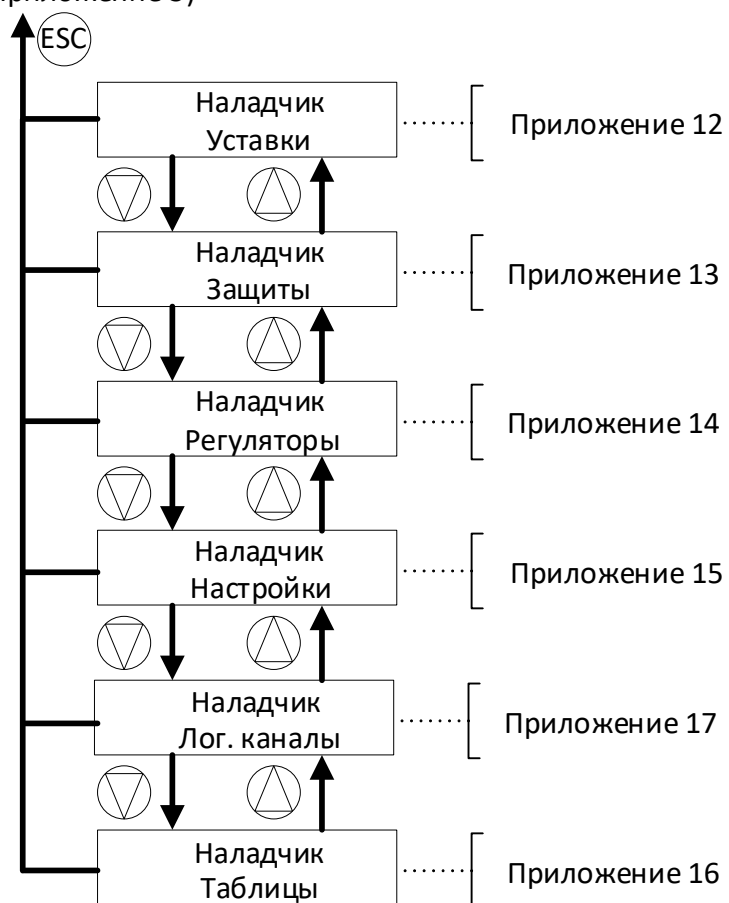 ESC
Наладчик
Уставки
Приложение 12
Наладчик
Защиты
Приложение 13
Наладчик
Регуляторы
Приложение 14
Наладчик
Настройки
Приложение 15
Наладчик
Лог. каналы
Приложение 17
Наладчик
Таблицы
Приложение 16